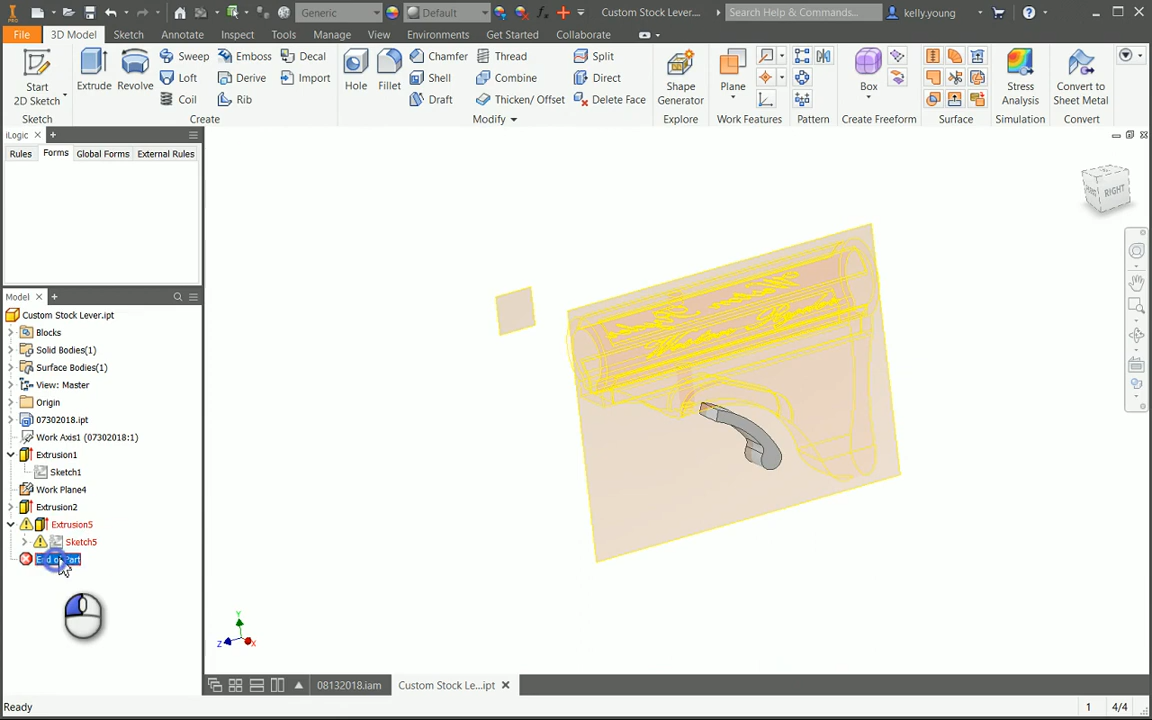 Generic
Default
Custom Stock Lever...
Search Help & Commands...
kelly.young
PRO
File
3D Model
Sketch
Annotate
Inspect
Tools
Manage
View
Environments
Get Started
Collaborate
Start
2D Sketch
Extrude
Revolve
Sweep
Emboss
Decal
Loft
Derive
Import
Coil
Rib
Hole
Fillet
Chamfer
Thread
Split
Shell
Combine
Direct
Draft
Thicken/ Offset
Delete Face
Shape
Generator
Plane
Box
Stress
Analysis
Convert to
Sheet Metal
Sketch
Create
Modify
Explore
Work Features
Pattern
Create Freeform
Surface
Simulation
Convert
iLogic
Rules
Forms
Global Forms
External Rules
Model
Custom Stock Lever.ipt
Blocks
Solid Bodies(1)
Surface Bodies(1)
View: Master
Origin
07302018.ipt
Work Axis1 (07302018:1)
Extrusion1
Sketch1
Work Plane4
Extrusion2
Extrusion5
Sketch5
End of Part
RIGHT
Y
Z
X
08132018.iam
Custom Stock Le...ipt
Ready
1
4/4